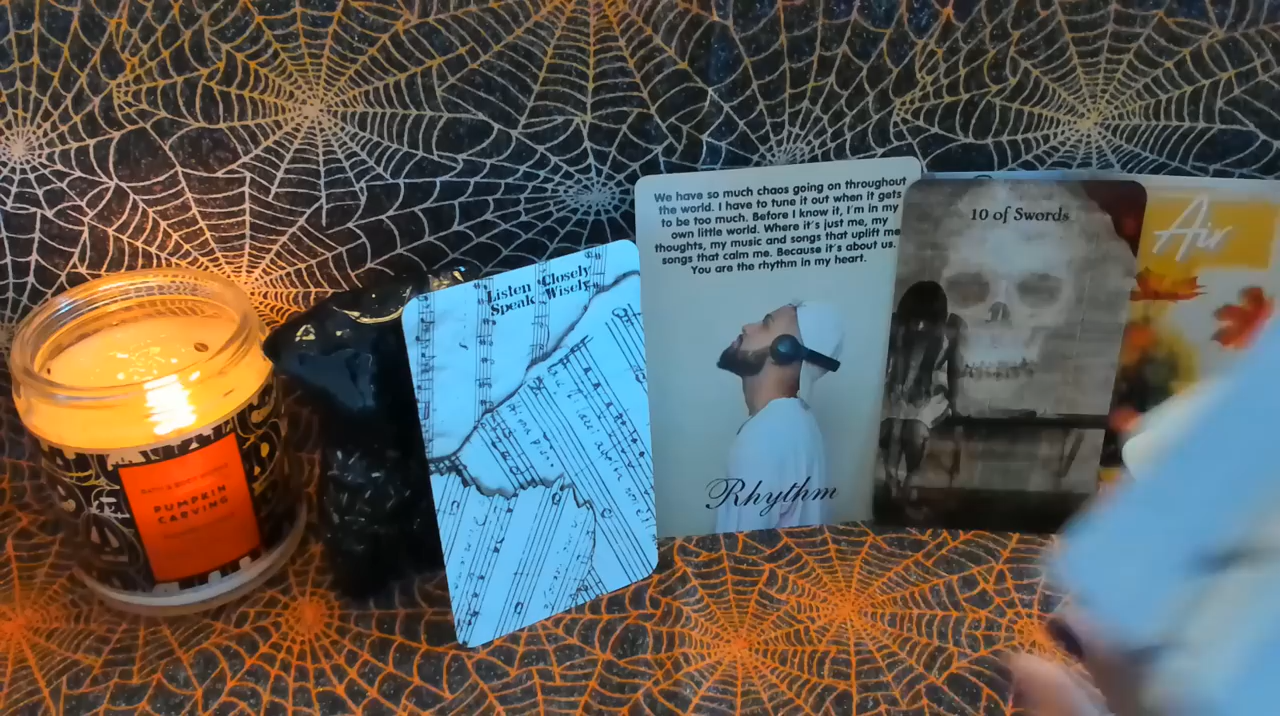 We have so much chaos going on throughout
the world. I have to tune it out when it gets
to be too much. Before I know it, I'm in my
own little world. Where it's just me, my
thoughts, my music and songs that uplift me
songs that calm me. Because it's about us.
You are the rhythm in my heart.
Rhythm
10 of Swords
Air
Listen Closely
Speak Wisely
BATH & BODY WORKS
PUMPKIN
CARVING